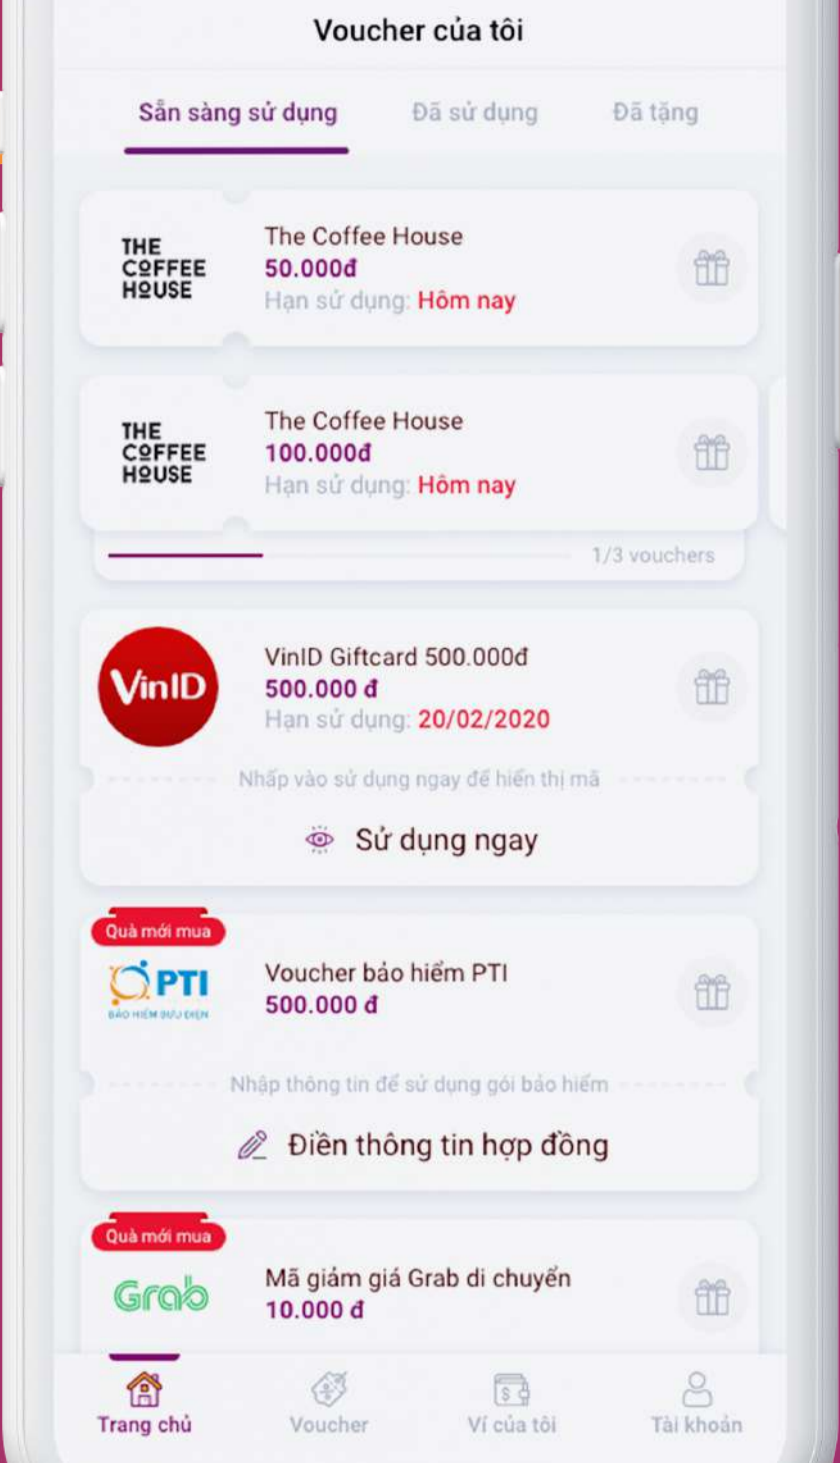 Voucher của tôi
Sẵn sàng sử dụng
Đã sử dụng
Đã tặng
THE
COFFEE
HOUSE
The Coffee House
50.000đ
Hạn sử dụng: Hôm nay
THE
COFFEE
HOUSE
The Coffee House
100.000đ
Hạn sử dụng: Hôm nay
1/3 vouchers
VinID
VinID Giftcard 500.000đ
500.000 đ
Hạn sử dụng: 20/02/2020
Nhấp vào sử dụng ngay để hiển thị mã
Sử dụng ngay
Quà mới mua
PTI
BẢO HIỂM BƯU ĐIỆN
Voucher bảo hiểm PTI
500.000 đ
Nhập thông tin để sử dụng gói bảo hiểm
Điền thông tin hợp đồng
Quà mới mua
Grab
Mã giảm giá Grab di chuyển
10.000 đ
Trang chủ
Voucher
Ví của tôi
Tài khoản